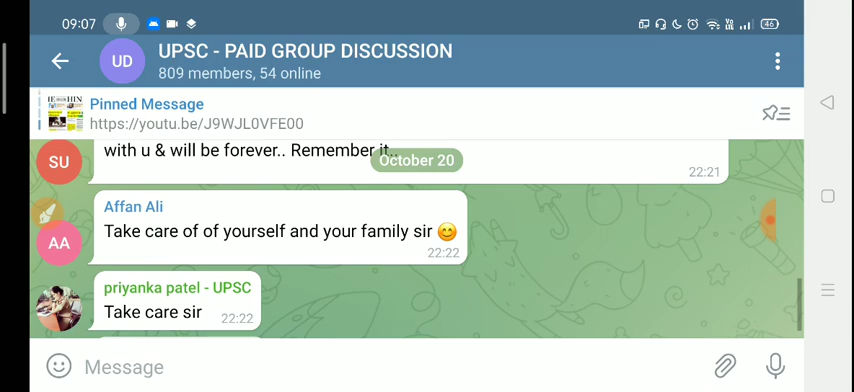 09:07
46
UD
UPSC - PAID GROUP DISCUSSION
809 members, 54 online
Pinned Message
https://youtu.be/J9WJL0VFE00
SU
with u & will be forever.. Remember it..
October 20
22:21
Affan Ali
AA
Take care of of yourself and your family sir 😊
22:22
priyanka patel - UPSC
Take care sir
22:22
Message